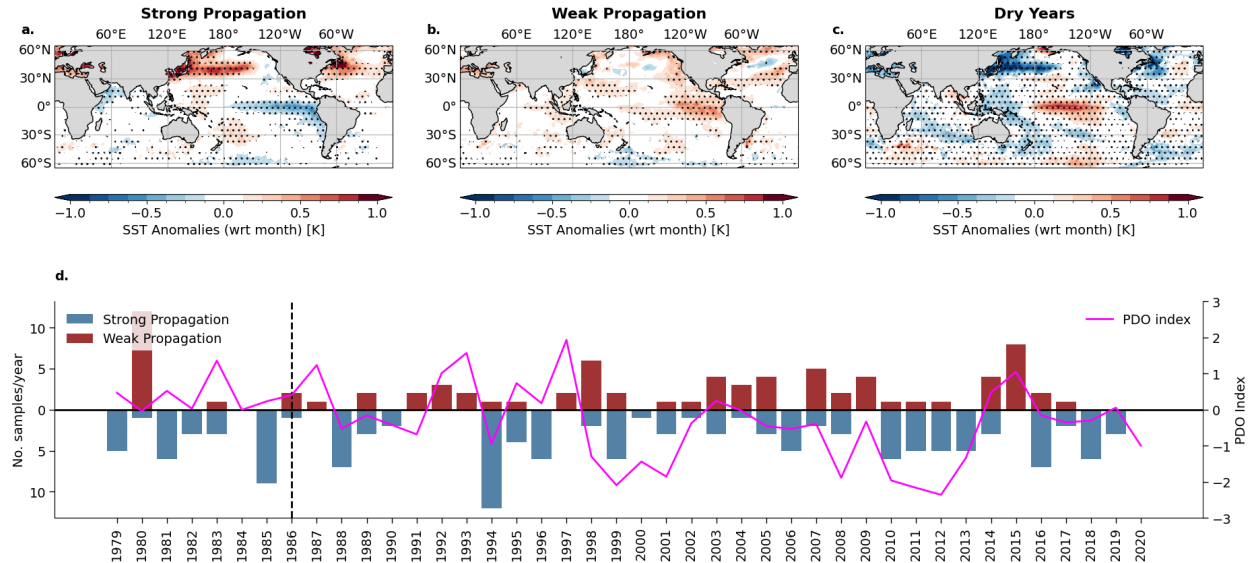 Strong Propagation
Weak Propagation
Dry Years
a.
60°E 120°E 180° 120°W 60°W
b.
60°E 120°E 180° 120°W 60°W
c.
60°E 120°E 180° 120°W 60°W
60°N
30°N
0°
30°S
60°S
60°N
30°N
0°
30°S
60°S
60°N
30°N
0°
30°S
60°S
−1.0 −0.5 0.0 0.5 1.0
SST Anomalies (wrt month) [K]
−1.0 −0.5 0.0 0.5 1.0
SST Anomalies (wrt month) [K]
−1.0 −0.5 0.0 0.5 1.0
SST Anomalies (wrt month) [K]
d.
Strong Propagation
Weak Propagation
PDO index
No. samples/year
10
5
0
5
10
3
2
1
0
−1
−2
−3
PDO Index
1979 1980 1981 1982 1983 1984 1985 1986 1987 1988 1989 1990 1991 1992 1993 1994 1995 1996 1997 1998 1999 2000 2001 2002 2003 2004 2005 2006 2007 2008 2009 2010 2011 2012 2013 2014 2015 2016 2017 2018 2019 2020